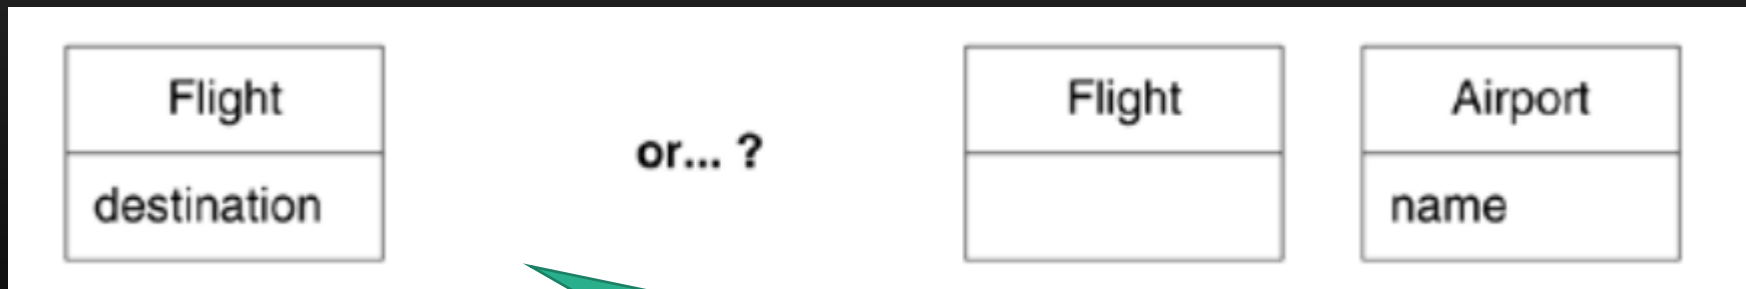 Flight
destination
or... ?
Flight
Airport
name